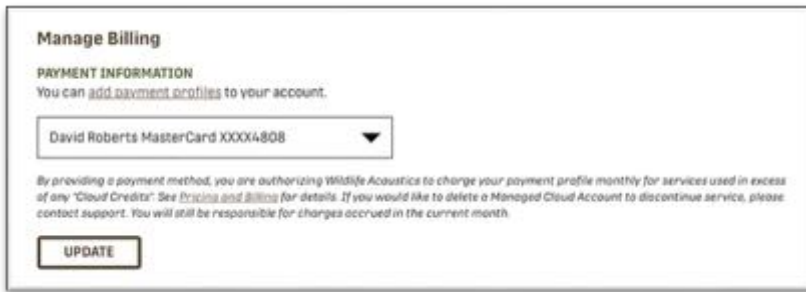 Manage Billing
PAYMENT INFORMATION
You can add payment profiles to your account.
David Roberts MasterCard XXXX4808
By providing a payment method, you are authorizing Wildlife Acoustics to charge your payment profile monthly for services used in excess
of any "Cloud Credits". See Pricing and Billing for details. If you would like to delete a Managed Cloud Account to discontinue service, please
contact support. You will still be responsible for charges accrued in the current month.
UPDATE